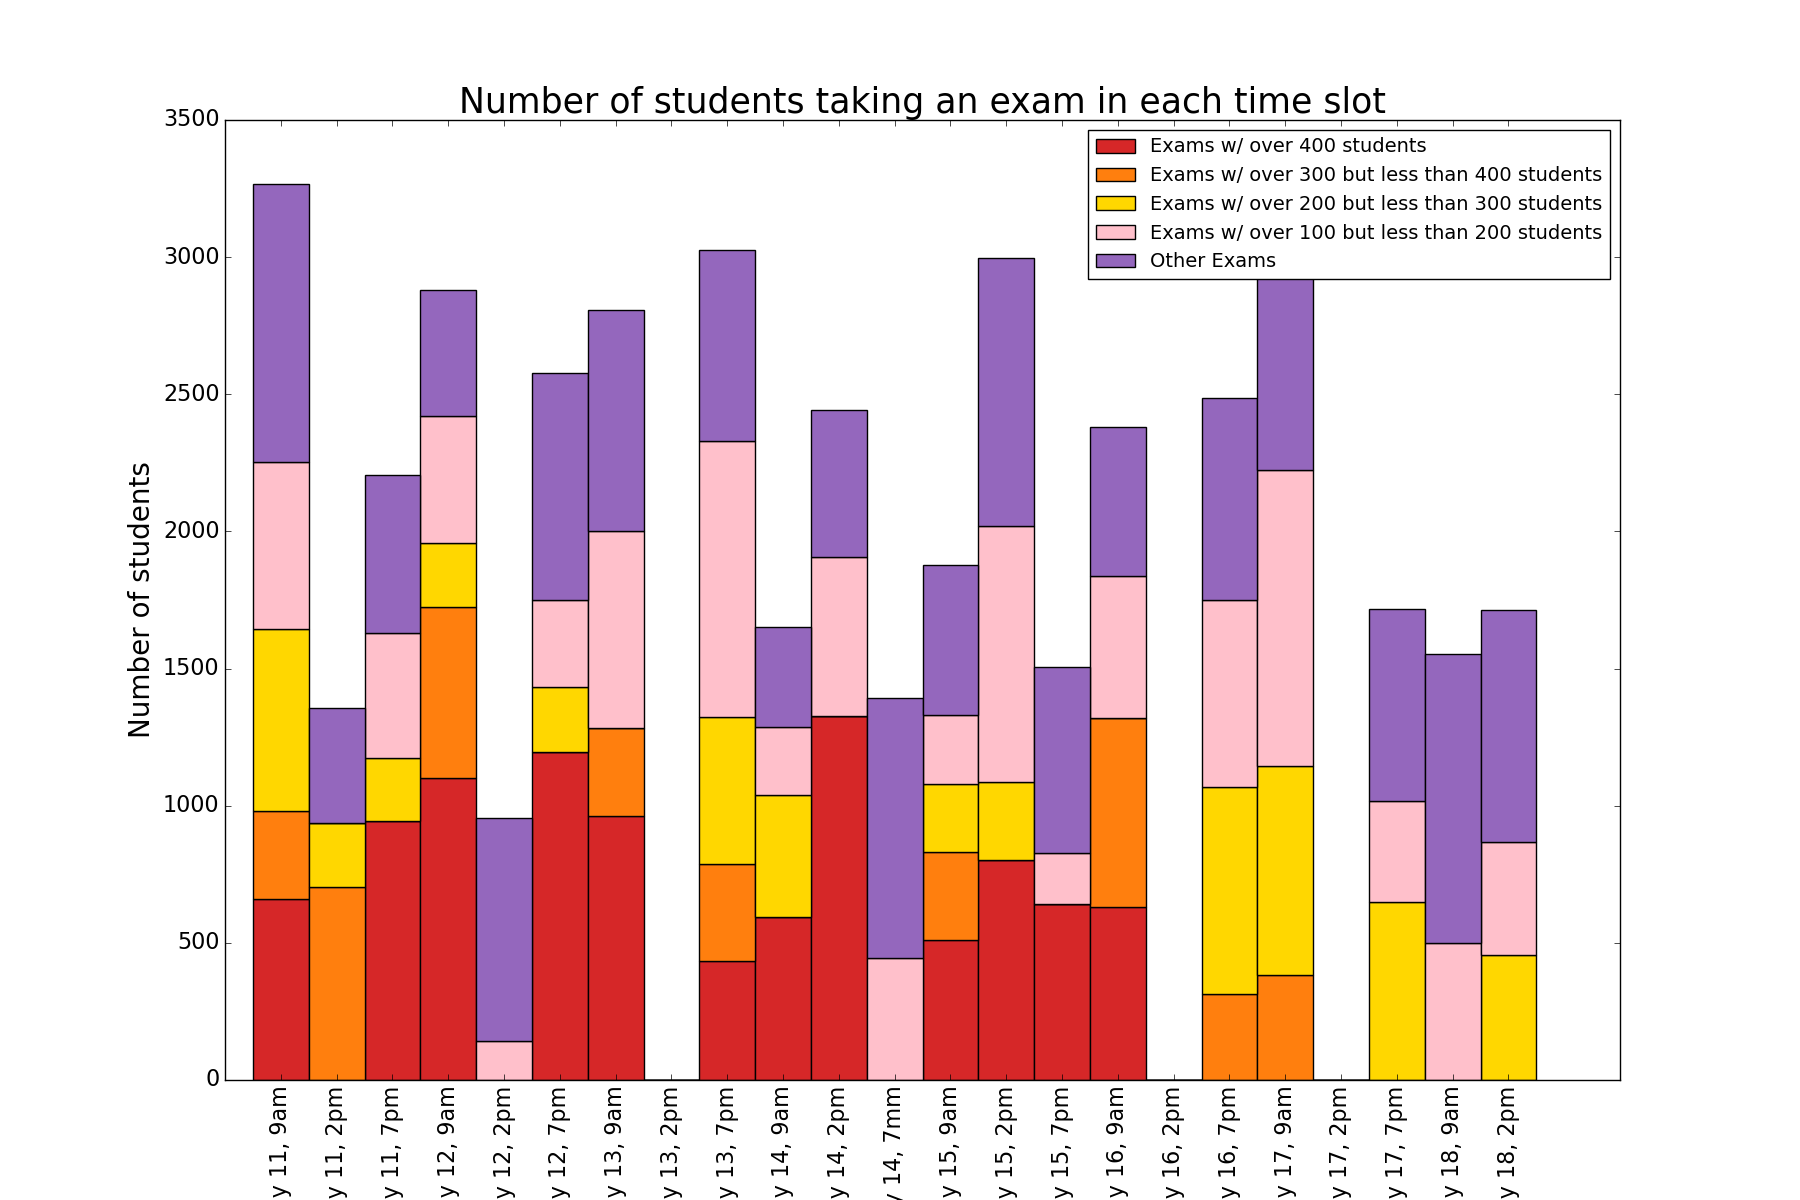 Number of students taking an exam in each time slot
Exams w/ over 400 students
Exams w/ over 300 but less than 400 students
Exams w/ over 200 but less than 300 students
Exams w/ over 100 but less than 200 students
Other Exams
3500
3000
2500
2000
1500
1000
500
0
Number of students
y 11, 9am
y 11, 2pm
y 11, 7pm
y 12, 9am
y 12, 2pm
y 12, 7pm
y 13, 9am
y 13, 2pm
y 13, 7pm
y 14, 9am
y 14, 2pm
y 14, 7mm
y 15, 9am
y 15, 2pm
y 15, 7pm
y 16, 9am
y 16, 2pm
y 16, 7pm
y 17, 9am
y 17, 2pm
y 17, 7pm
y 18, 9am
y 18, 2pm